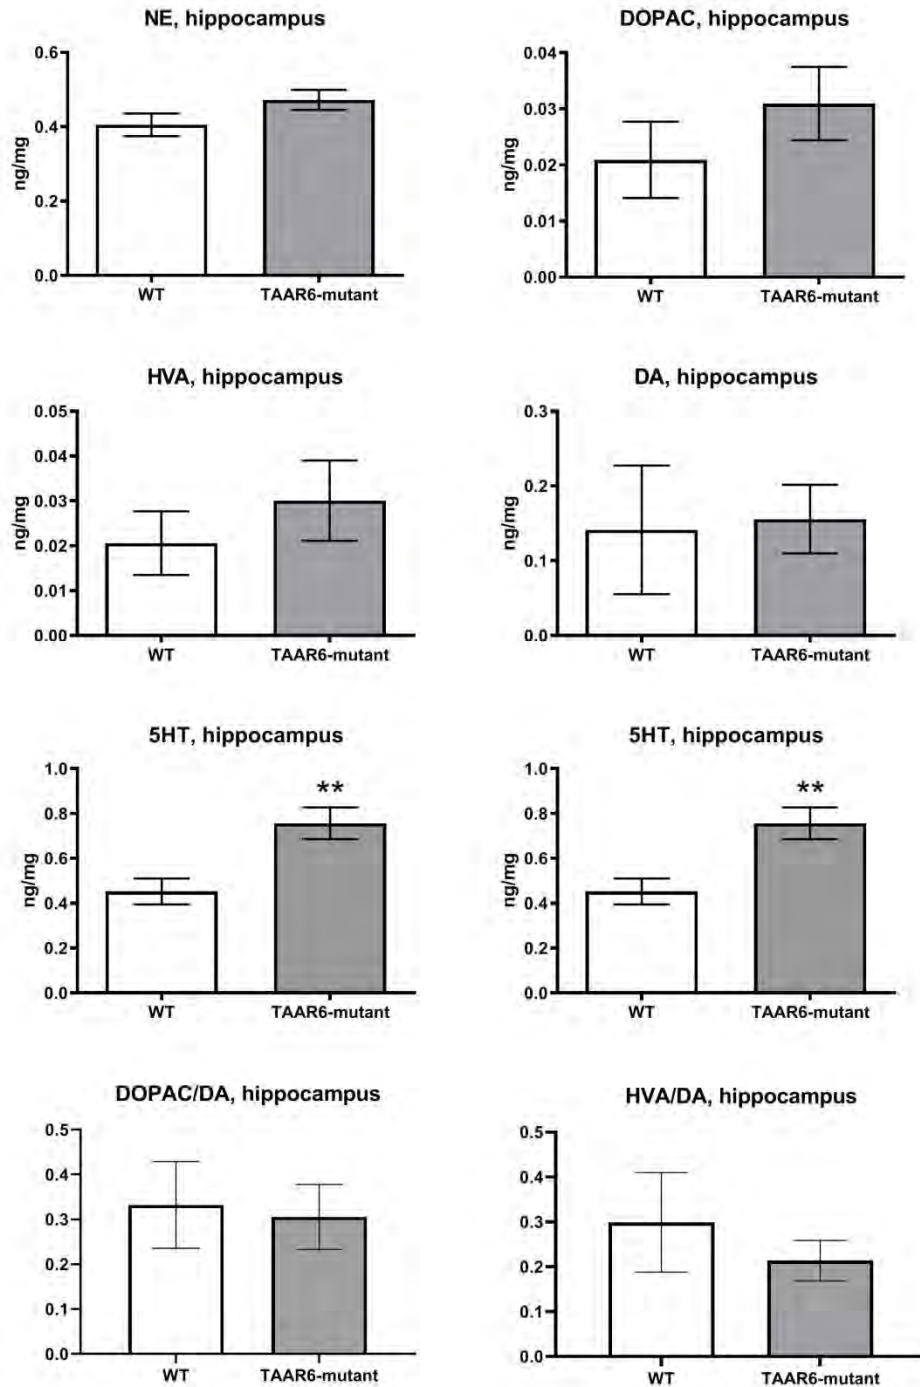 NE, hippocampus
0.6
0.4
0.2
0.0
ng/mg
WT
TAAR6-mutant
DOPAC, hippocampus
0.04
0.03
0.02
0.01
0.00
ng/mg
WT
TAAR6-mutant
HVA, hippocampus
0.05
0.04
0.03
0.02
0.01
0.00
ng/mg
WT
TAAR6-mutant
DA, hippocampus
0.3
0.2
0.1
0.0
ng/mg
WT
TAAR6-mutant
5HT, hippocampus
1.0
0.8
0.6
0.4
0.2
0.0
ng/mg
**
WT
TAAR6-mutant
5HT, hippocampus
1.0
0.8
0.6
0.4
0.2
0.0
ng/mg
**
WT
TAAR6-mutant
DOPAC/DA, hippocampus
0.5
0.4
0.3
0.2
0.1
0.0
WT
TAAR6-mutant
HVA/DA, hippocampus
0.5
0.4
0.3
0.2
0.1
0.0
WT
TAAR6-mutant